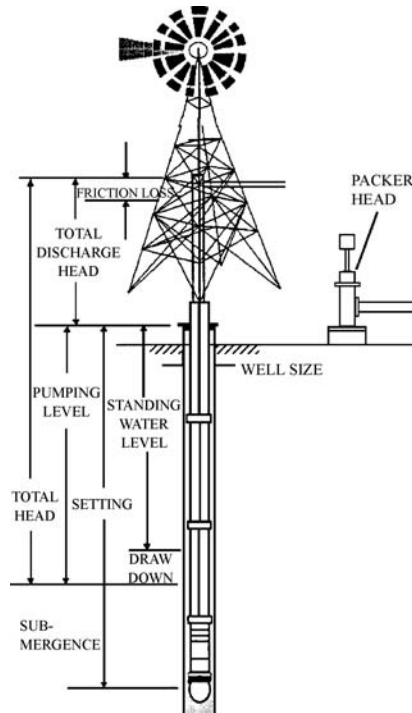 FRICTION LOSS
PACKER
HEAD
TOTAL
DISCHARGE
HEAD
WELL SIZE
PUMPING
LEVEL
STANDING
WATER
LEVEL
TOTAL
HEAD
SETTING
DRAW
DOWN
SUB-
MERGENCE